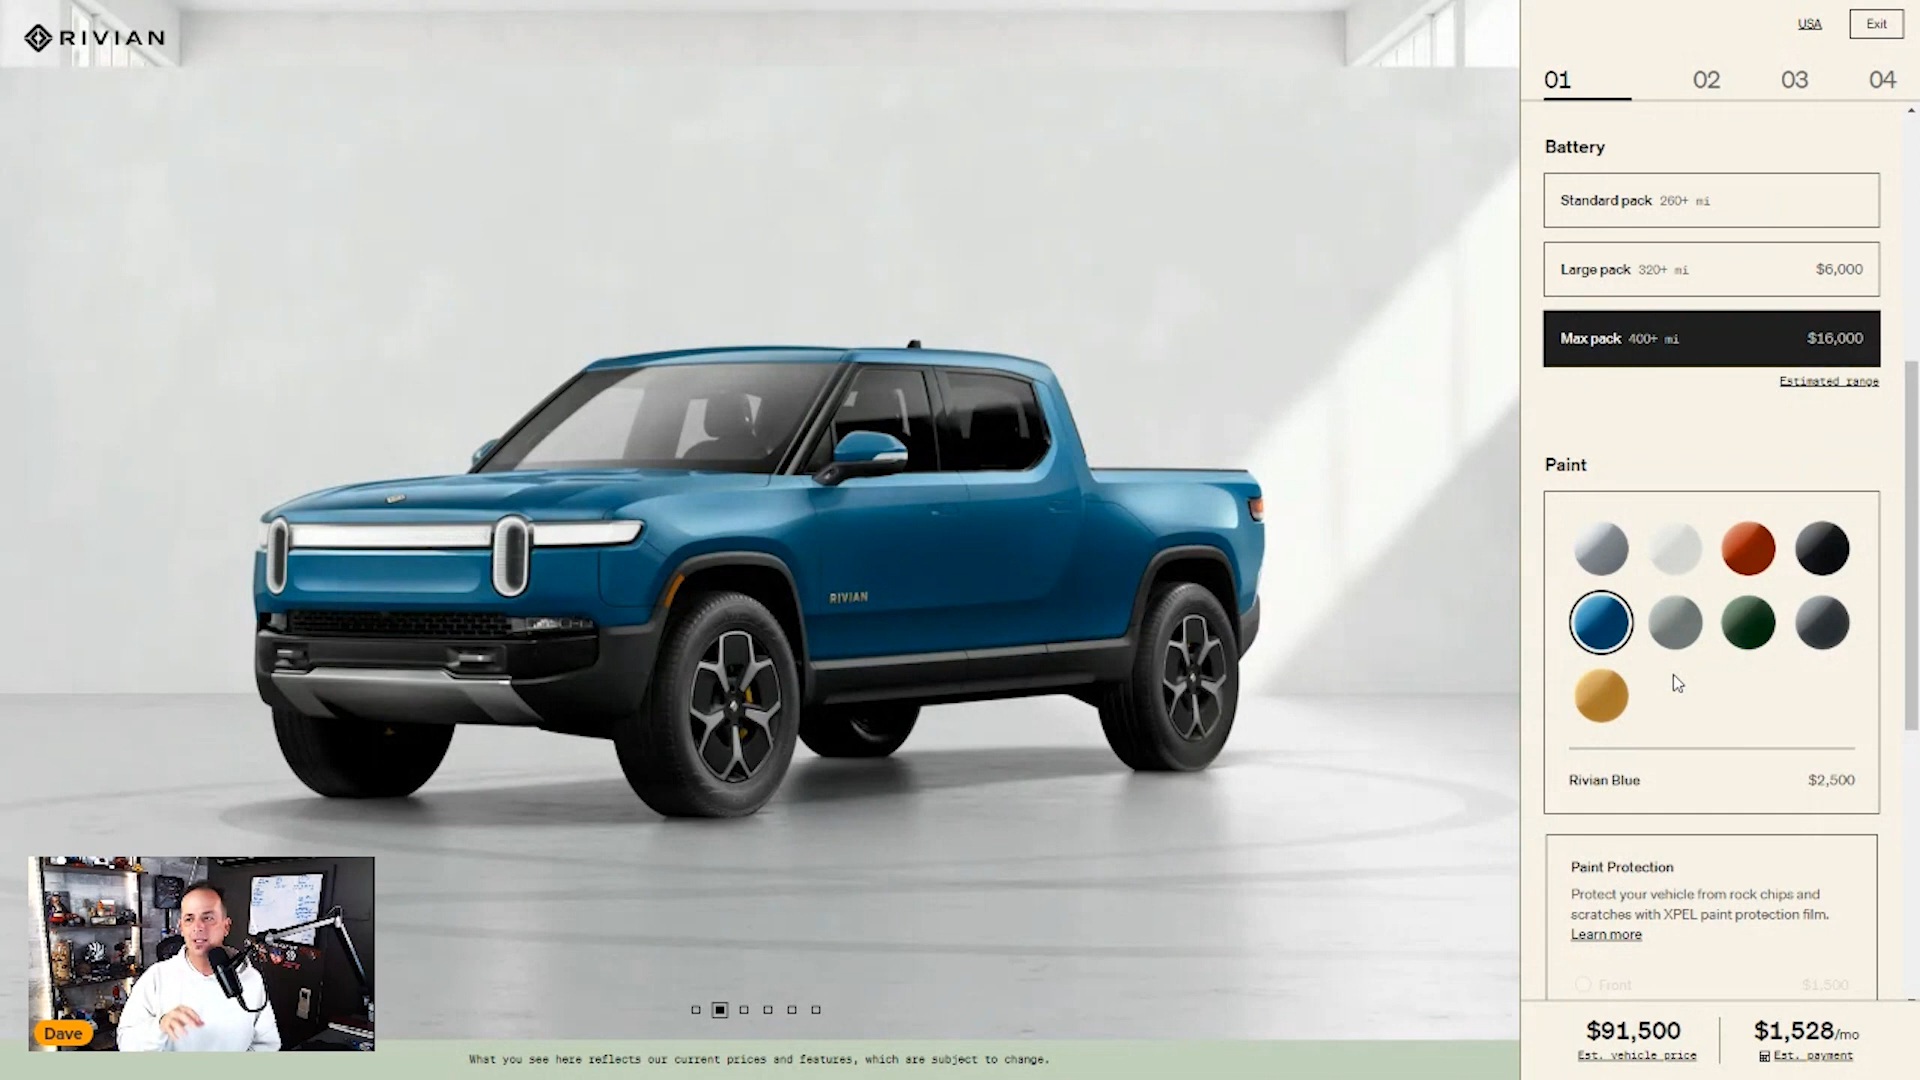 RIVIAN
USA
Exit
01 02 03 04
Battery
Standard pack 260+ mi
Large pack 320+ mi $6,000
Max pack 400+ mi $16,000
Estimated range
Paint
Rivian Blue $2,500
Paint Protection
Protect your vehicle from rock chips and
scratches with XPEL paint protection film.
Learn more
Front $1,500
$91,500
Est. vehicle price
$1,528/mo
Est. payment
RIVIAN
Dave
What you see here reflects our current prices and features, which are subject to change.